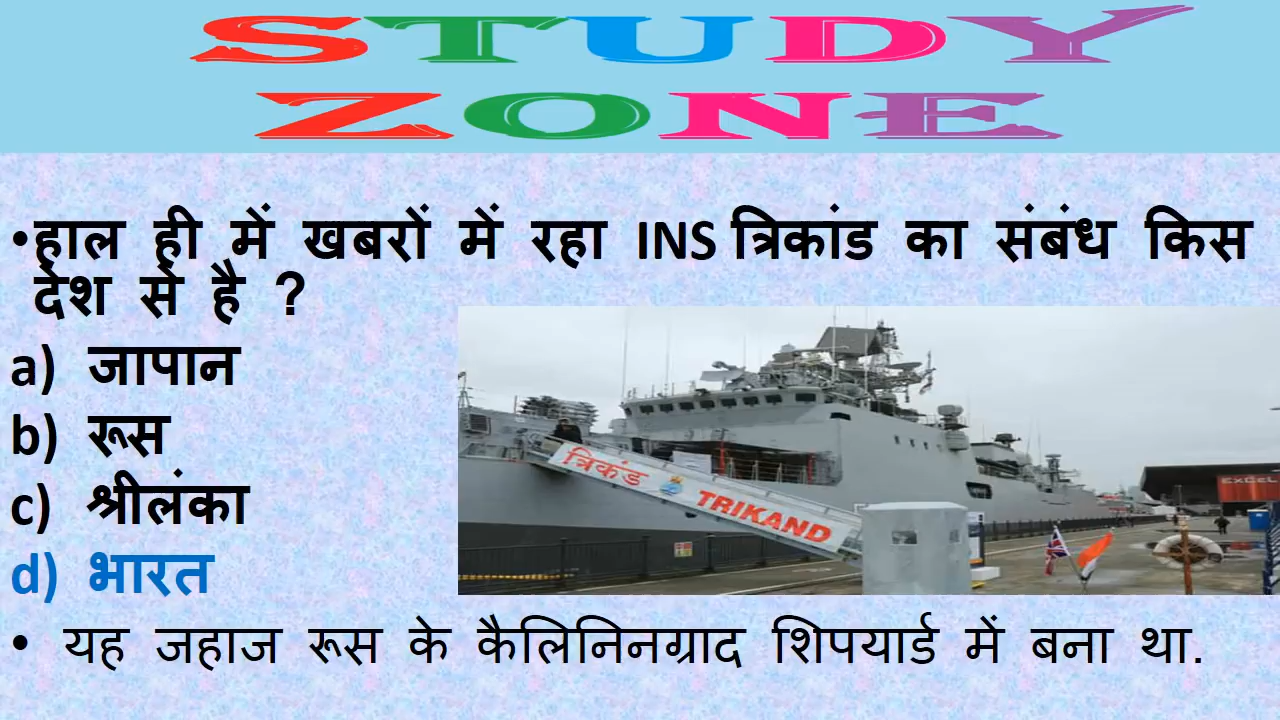 STUDY
ZONE
•हाल ही में खबरों में रहा INS त्रिकांड का संबंध किस
देश से है ?
a) जापान
b) रूस
c) श्रीलंका
d) भारत
त्रिकंड TRIKAND
EXCEL
• यह जहाज रूस के कैलिनिनग्राद शिपयार्ड में बना था.